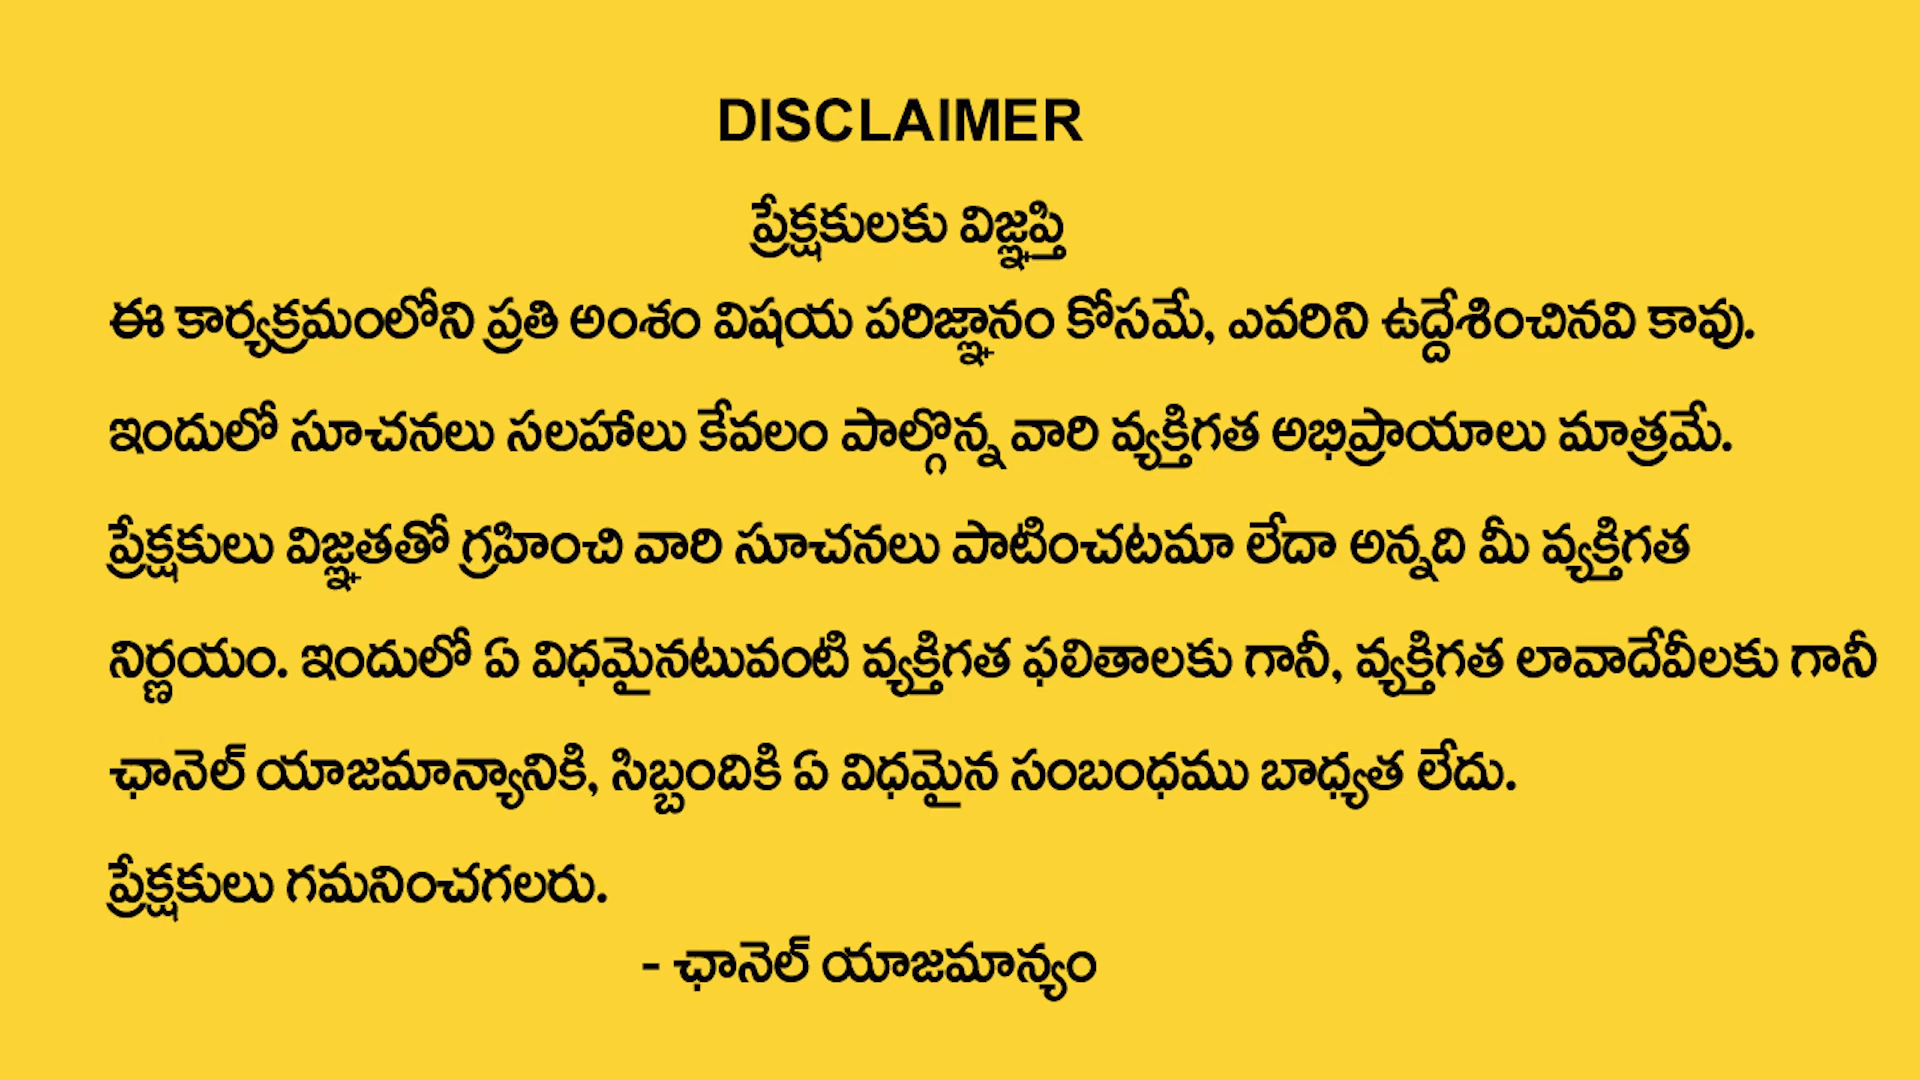 DISCLAIMER
ప్రేక్షకులకు విజ్ఞప్తి
ఈ కార్యక్రమంలోని ప్రతి అంశం విషయ పరిజ్ఞానం కోసమే, ఎవరిని ఉద్దేశించినవి కావు.
ఇందులో సూచనలు సలహాలు కేవలం పాల్గొన్న వారి వ్యక్తిగత అభిప్రాయాలు మాత్రమే.
ప్రేక్షకులు విజ్ఞతతో గ్రహించి వారి సూచనలు పాటించటమా లేదా అన్నది మీ వ్యక్తిగత
నిర్ణయం. ఇందులో ఏ విధమైనటువంటి వ్యక్తిగత ఫలితాలకు గానీ, వ్యక్తిగత లావాదేవీలకు గానీ
ఛానెల్ యాజమాన్యానికి, సిబ్బందికి ఏ విధమైన సంబంధము బాధ్యత లేదు.
ప్రేక్షకులు గమనించగలరు.
- ఛానెల్ యాజమాన్యం